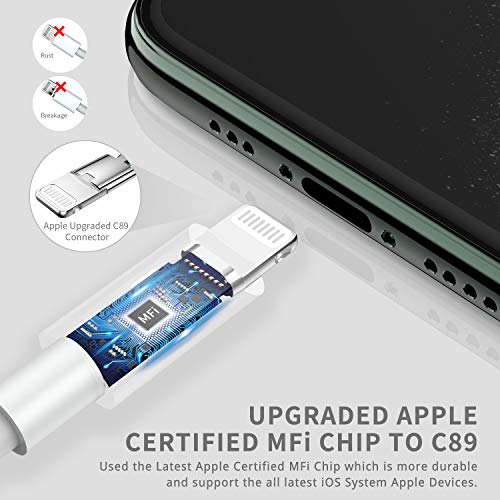 Rust
Breakage
Apple Upgraded C89
Connector
MFi
UPGRADED APPLE
CERTIFIED MFi CHIP TO C89
Used the Latest Apple Certified MFi Chip which is more durable
and support the all latest iOS System Apple Devices.